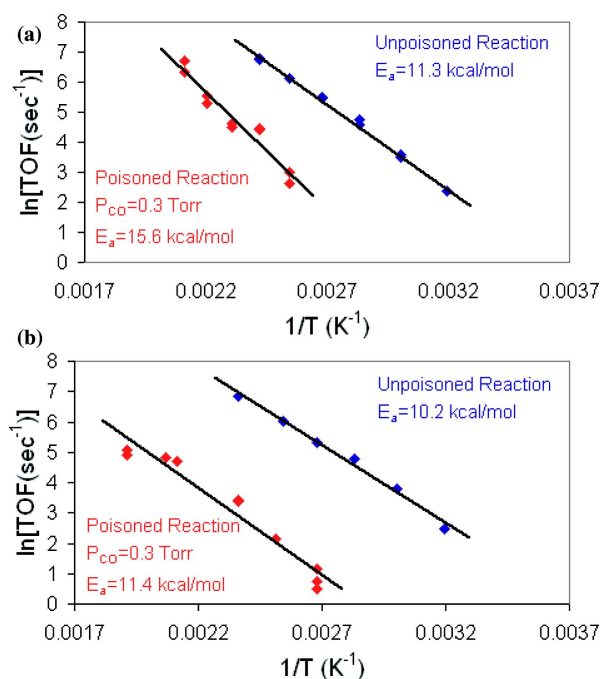 (a)
ln[TOF(sec⁻¹)]
8
7
6
5
4
3
2
1
0
Unpoisoned Reaction
Eₐ=11.3 kcal/mol
Poisoned Reaction
P_CO=0.3 Torr
Eₐ=15.6 kcal/mol
0.0017 0.0022 0.0027 0.0032 0.0037
1/T (K⁻¹)
(b)
ln[TOF(sec⁻¹)]
8
7
6
5
4
3
2
1
0
Unpoisoned Reaction
Eₐ=10.2 kcal/mol
Poisoned Reaction
P_CO=0.3 Torr
Eₐ=11.4 kcal/mol
0.0017 0.0022 0.0027 0.0032 0.0037
1/T (K⁻¹)